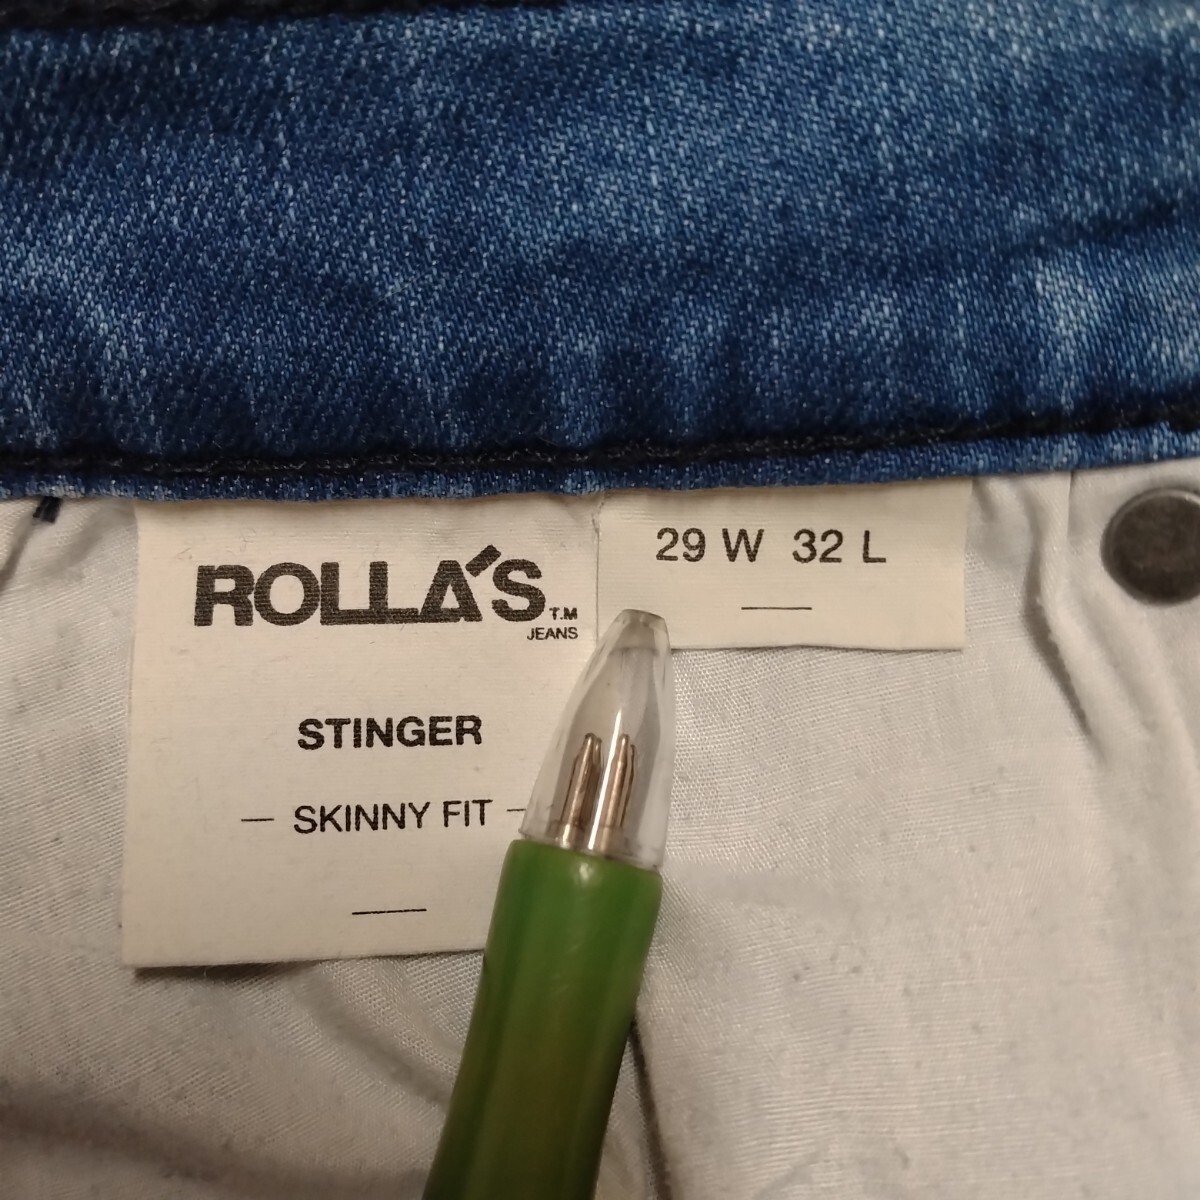 ROLLA'S T.M
JEANS
STINGER
— SKINNY FIT —
29 W 32 L